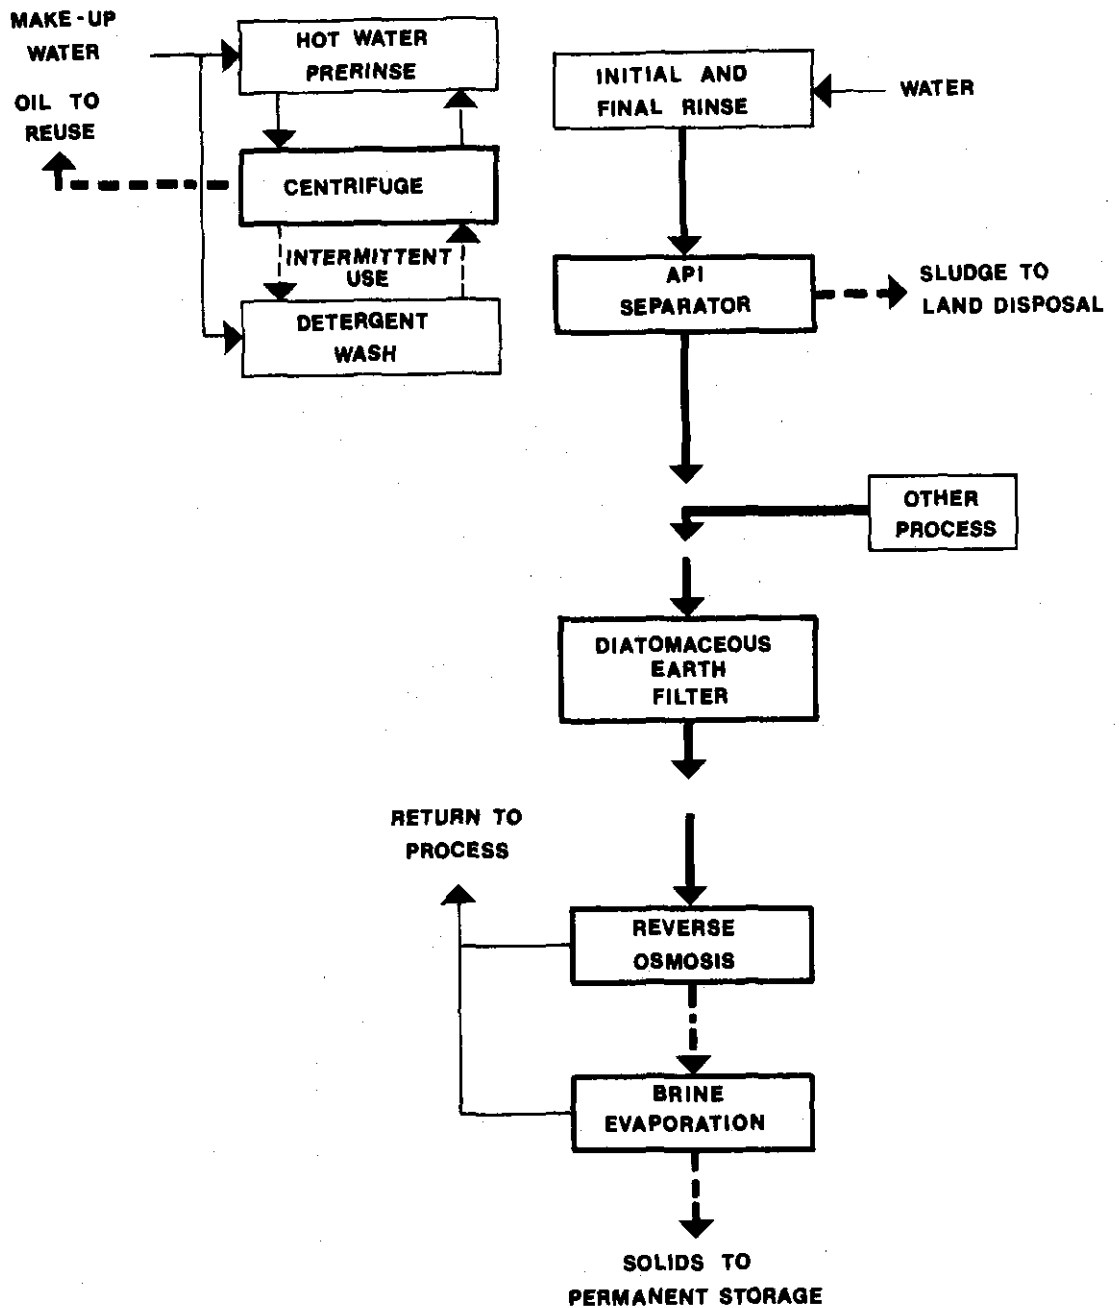 MAKE-UP
WATER
OIL TO
REUSE
HOT WATER
PRERINSE
CENTRIFUGE
INTERMITTENT
USE
DETERGENT
WASH
INITIAL AND
FINAL RINSE
WATER
API
SEPARATOR
SLUDGE TO
LAND DISPOSAL
OTHER
PROCESS
DIATOMACEOUS
EARTH
FILTER
RETURN TO
PROCESS
REVERSE
OSMOSIS
BRINE
EVAPORATION
SOLIDS TO
PERMANENT STORAGE